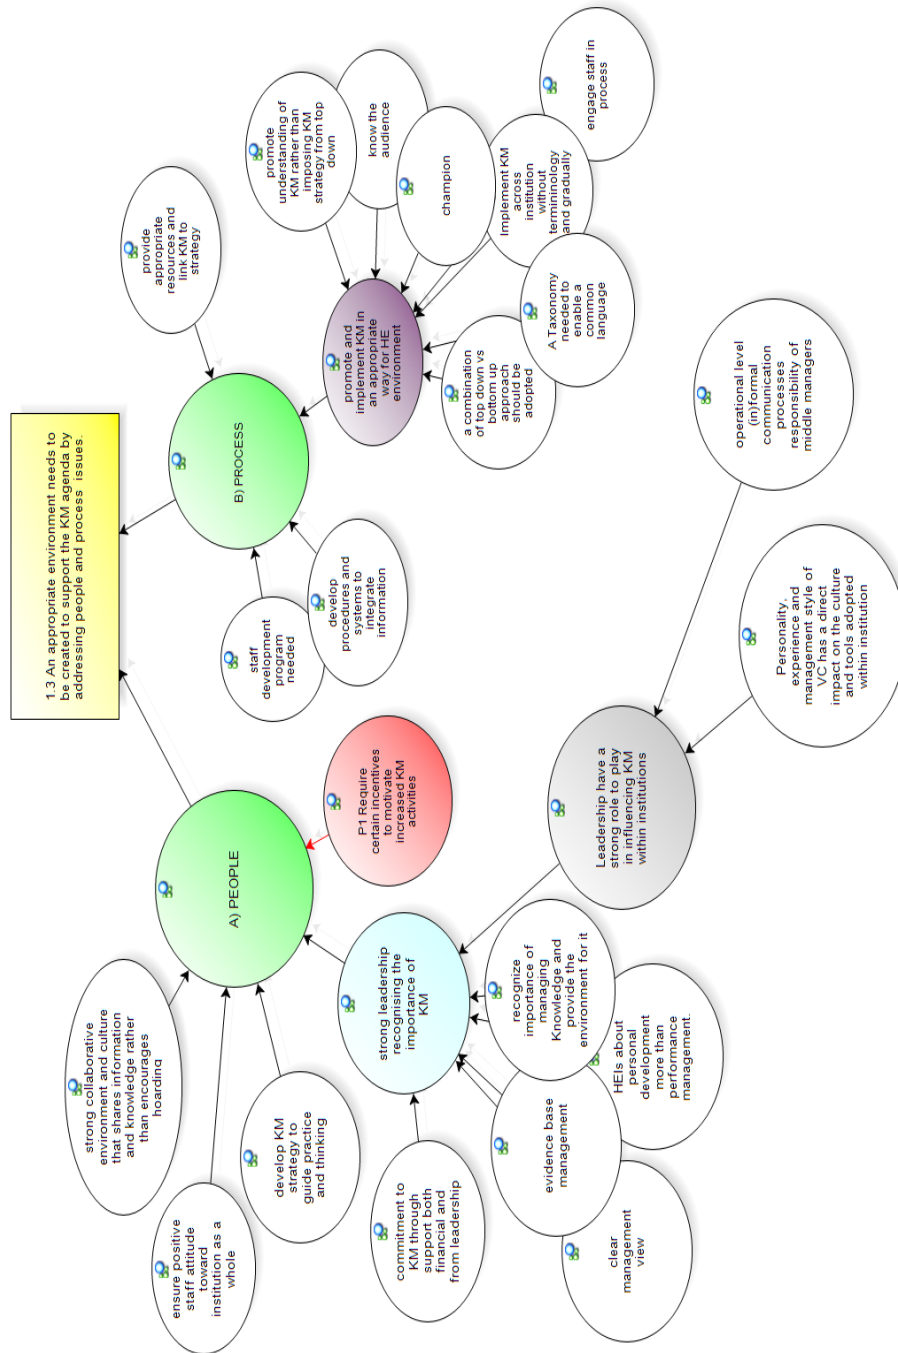 1.3 An appropriate environment needs to
be created to support the KM agenda by
addressing people and process  issues.
A) PEOPLE
B) PROCESS
strong collaborative
environment and culture
that shares information
and knowledge rather
than encourages
hoarding
ensure positive
staff attitude
toward
institution as a
whole
develop KM
strategy to
guide practice
and thinking
strong leadership
recognising the
importance of
KM
P1 Require
certain incentives
to motivate
increased KM
activities
commitment to
KM through
support both
financial and
from leadership
clear
management
view
evidence base
management
HEIs about
personal
development
more than
performance
management.
recognize
importance of
managing
Knowledge and
provide the
environment for it
Leadership have a
strong role to play
in influencing KM
within institutions
Personality,
experience and
management style of
VC has a direct
impact on the culture
and tools adopted
within institution
operational level
(in)formal
communication
processes
responsibility of
middle managers
staff
development
program
needed
develop
procedures and
systems to
integrate
information
provide
appropriate
resources and
link KM to
strategy
promote and
implement KM in
an appropriate
way for HE
environment
a combination
of top down vs
bottom up
approach
should be
adopted
A Taxonomy
needed to
enable a
common
language
Implement KM
across
institution
without
termininology
and gradually
engage staff in
process
champion
know the
audience
promote
understanding of
KM rather than
imposing KM
strategy from top
down